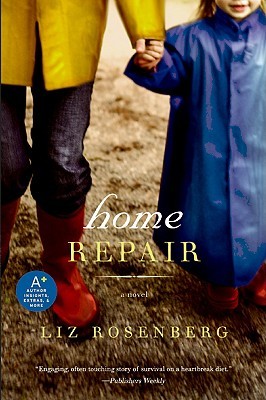 home
REPAIR
a novel
A+
AUTHOR
INSIGHTS,
EXTRAS, &
MORE
LIZ ROSENBERG
"Engaging, often touching story of survival on a heartbreak diet."
—Publishers Weekly